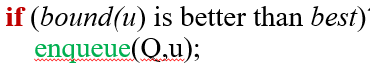 if (bound(u) is better than best)
enqueue(Q,u);